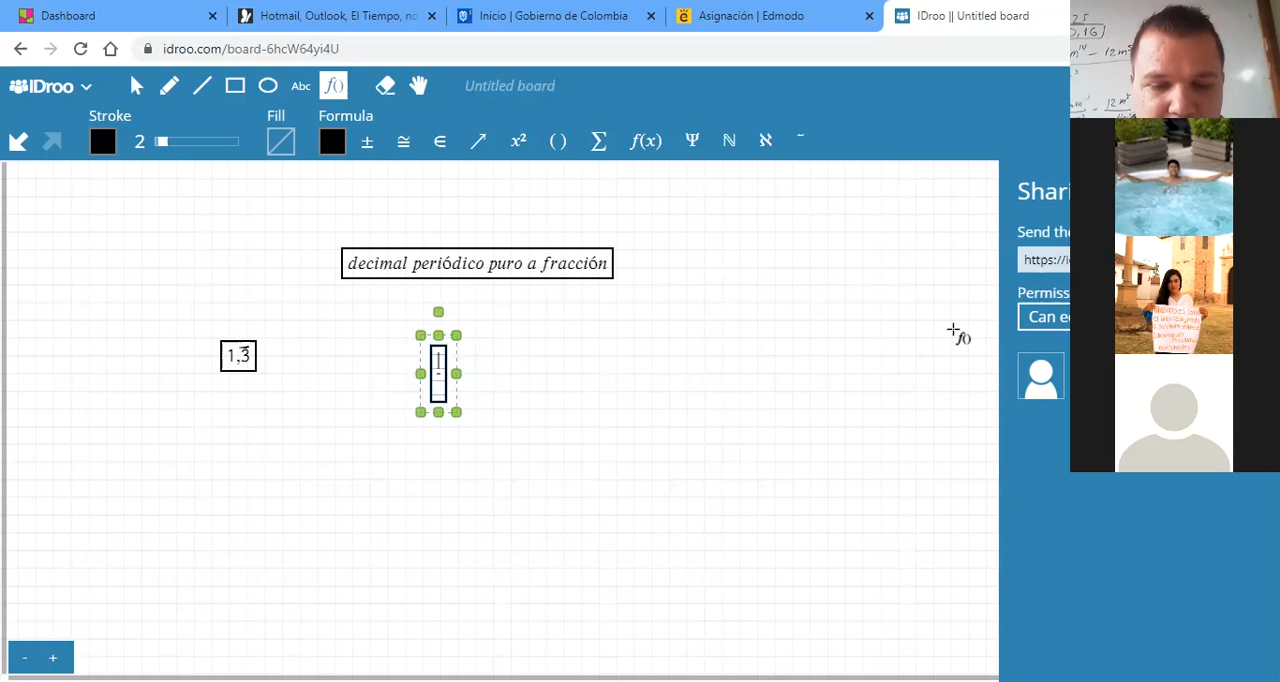 Dashboard
Hotmail, Outlook, El Tiempo, no
Inicio | Gobierno de Colombia
Asignación | Edmodo
IDroo || Untitled board
idroo.com/board-6hcW64yi4U
IDroo
Abc
f()
Untitled board
Stroke
Fill
Formula
2
± ≅ ∈ x² ( ) ∑ f(x) Ψ ℕ ℵ ~
decimal periódico puro a fracción
1,3̅
f()
Shari
Send the
https://i
Permiss
Can e
- +